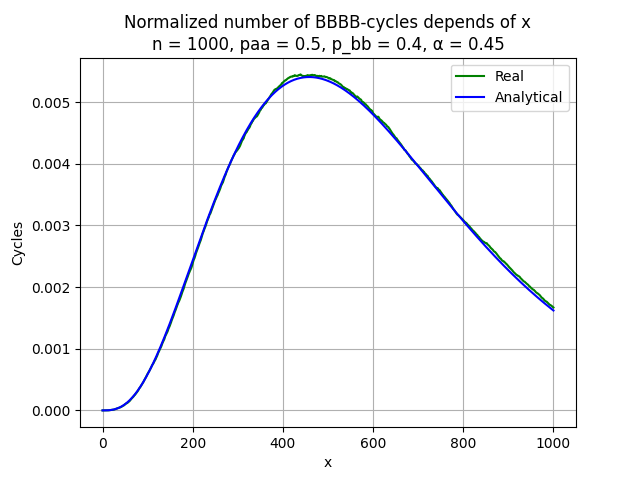 Normalized number of BBBB-cycles depends of x
n = 1000, paa = 0.5, p_bb = 0.4, α = 0.45
Real
Analytical
0.005
0.004
0.003
0.002
0.001
0.000
Cycles
0
200
400
600
800
1000
x